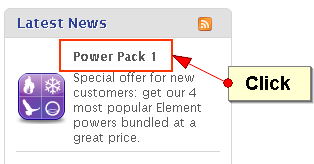 Latest News
Power Pack 1
Special offer for new
customers: get our 4
most popular Element
powers bundled at a
great price.
Click